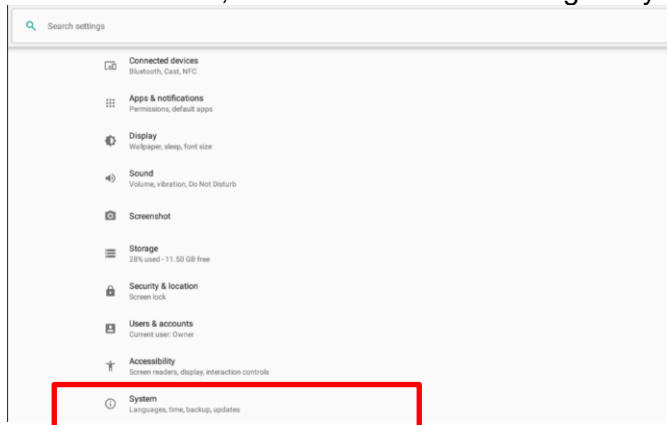 Search settings
Connected devices
Bluetooth, Cast, NFC
Apps & notifications
Permissions, default apps
Display
Wallpaper, sleep, font size
Sound
Volume, vibration, Do Not Disturb
Screenshot
Storage
28% used - 11.50 GB free
Security & location
Screen lock
Users & accounts
Current user: Owner
Accessibility
Screen readers, display, interaction controls
System
Languages, time, backup, updates